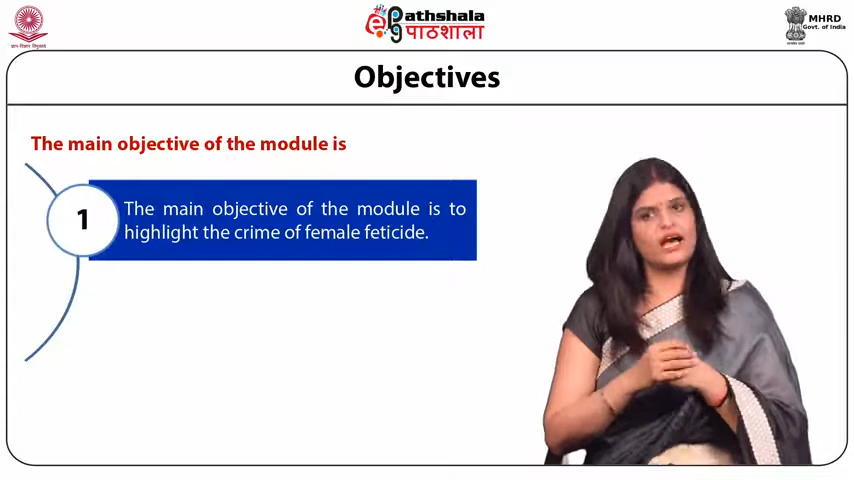 ePathshala
पाठशाला
MHRD
Govt. of India
Objectives
The main objective of the module is
1
The main objective of the module is to
highlight the crime of female feticide.